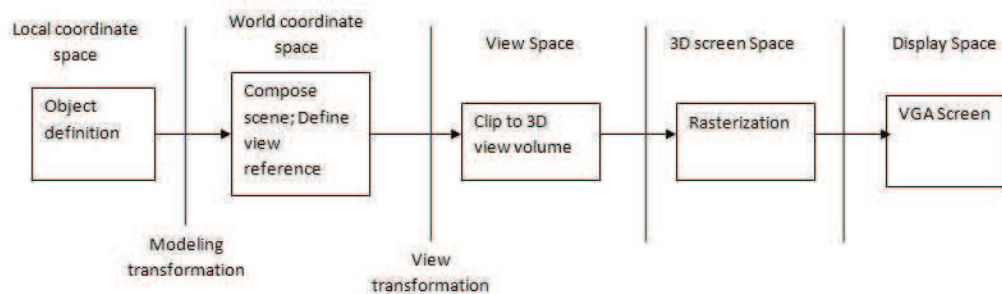 Local coordinate
space
World coordinate
space
View Space
3D screen Space
Display Space
Object
definition
Compose
scene; Define
view
reference
Clip to 3D
view volume
Rasterization
VGA Screen
Modeling
transformation
View
transformation